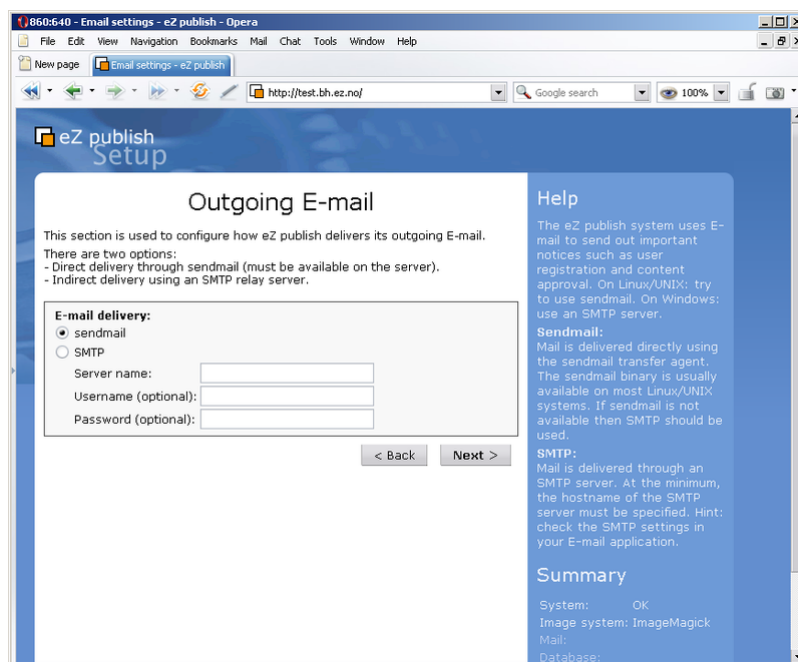 860:640 - Email settings - eZ publish - Opera
File Edit View Navigation Bookmarks Mail Chat Tools Window Help
New page Email settings - eZ publish
http://test.bh.ez.no/ Google search 100%
eZ publish
Setup
Outgoing E-mail
This section is used to configure how eZ publish delivers its outgoing E-mail.
There are two options:
- Direct delivery through sendmail (must be available on the server).
- Indirect delivery using an SMTP relay server.
E-mail delivery:
sendmail
SMTP
Server name:
Username (optional):
Password (optional):
< Back Next >
Help
The eZ publish system uses E-
mail to send out important
notices such as user
registration and content
approval. On Linux/UNIX: try
to use sendmail. On Windows:
use an SMTP server.
Sendmail:
Mail is delivered directly using
the sendmail transfer agent.
The sendmail binary is usually
available on most Linux/UNIX
systems. If sendmail is not
available then SMTP should be
used.
SMTP:
Mail is delivered through an
SMTP server. At the minimum,
the hostname of the SMTP
server must be specified. Hint:
check the SMTP settings in
your E-mail application.
Summary
System: OK
Image system: ImageMagick
Mail:
Database: